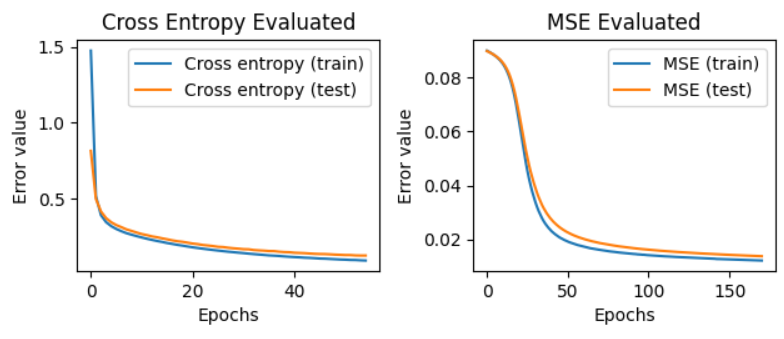 Cross Entropy Evaluated
1.5
1.0
0.5
Error value
Cross entropy (train)
Cross entropy (test)
0
20
40
Epochs
MSE Evaluated
0.08
0.06
0.04
0.02
Error value
MSE (train)
MSE (test)
0
50
100
150
Epochs